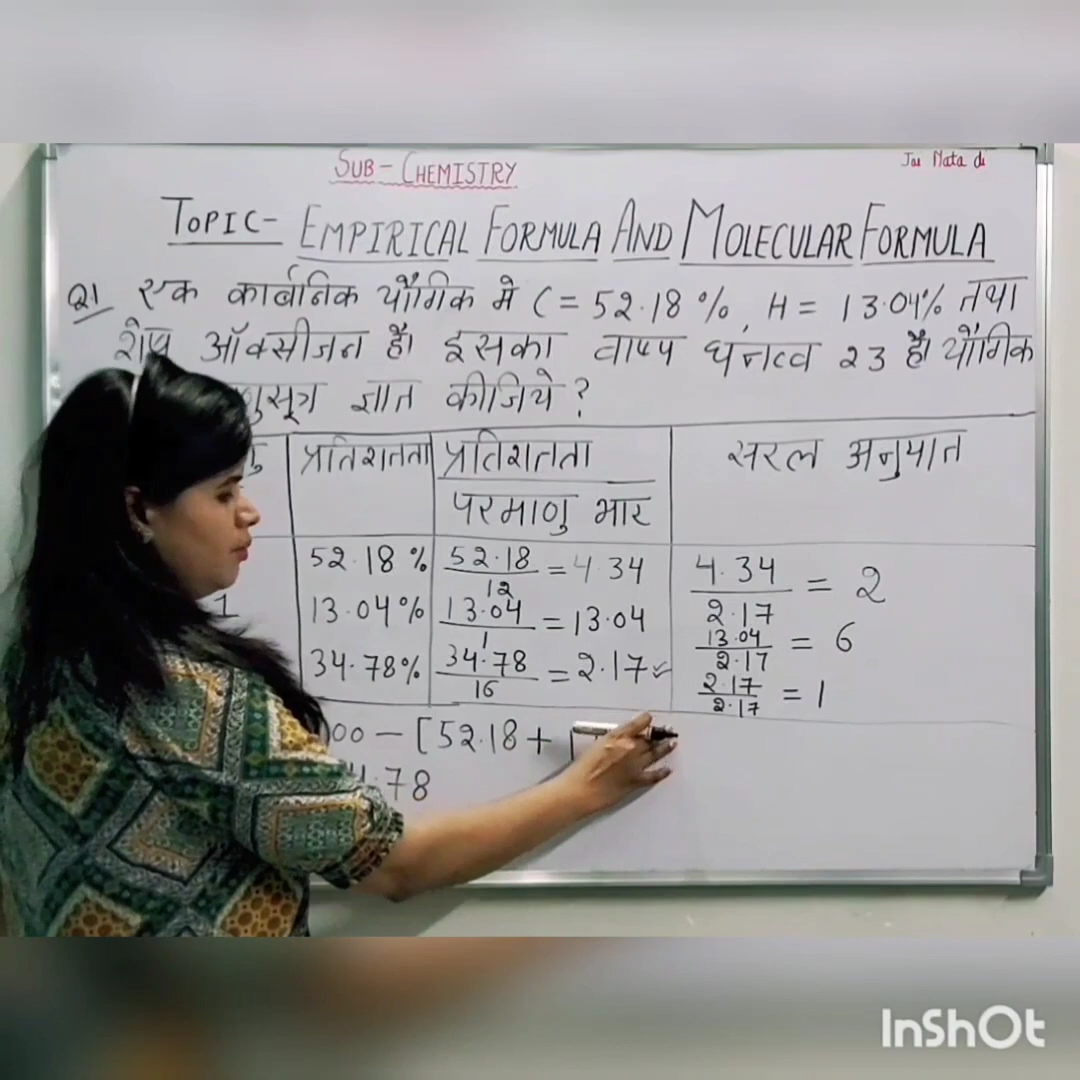 SUB - CHEMISTRY
Jai Mata di
TOPIC - EMPIRICAL FORMULA AND MOLECULAR FORMULA
Q1 एक कार्बनिक यौगिक मे C = 52.18 %, H = 13.04% तथा
शेष ऑक्सीजन है। इसका वाष्प घनत्व 23 है। यौगिक
ज्ञात कीजिये ?
प्रतिशतता प्रतिशतता सरल अनुपात
परमाणु भार
52.18 % 52.18/12 = 4.34 4.34/2.17 = 2
1 13.04% 13.04/1 = 13.04 13.04/2.17 = 6
34.78% 34.78/16 = 2.17 2.17/2.17 = 1
00 - [52.18 +
.78
InShOt